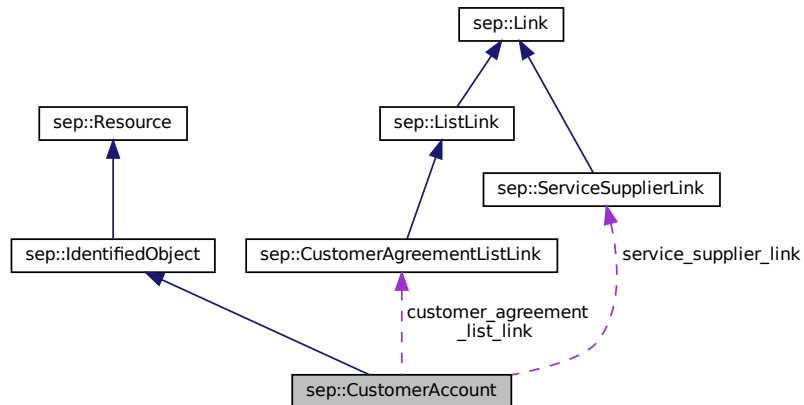 sep::Link
sep::Resource
sep::ListLink
sep::ServiceSupplierLink
sep::IdentifiedObject
sep::CustomerAgreementListLink
service_supplier_link
customer_agreement
_list_link
sep::CustomerAccount